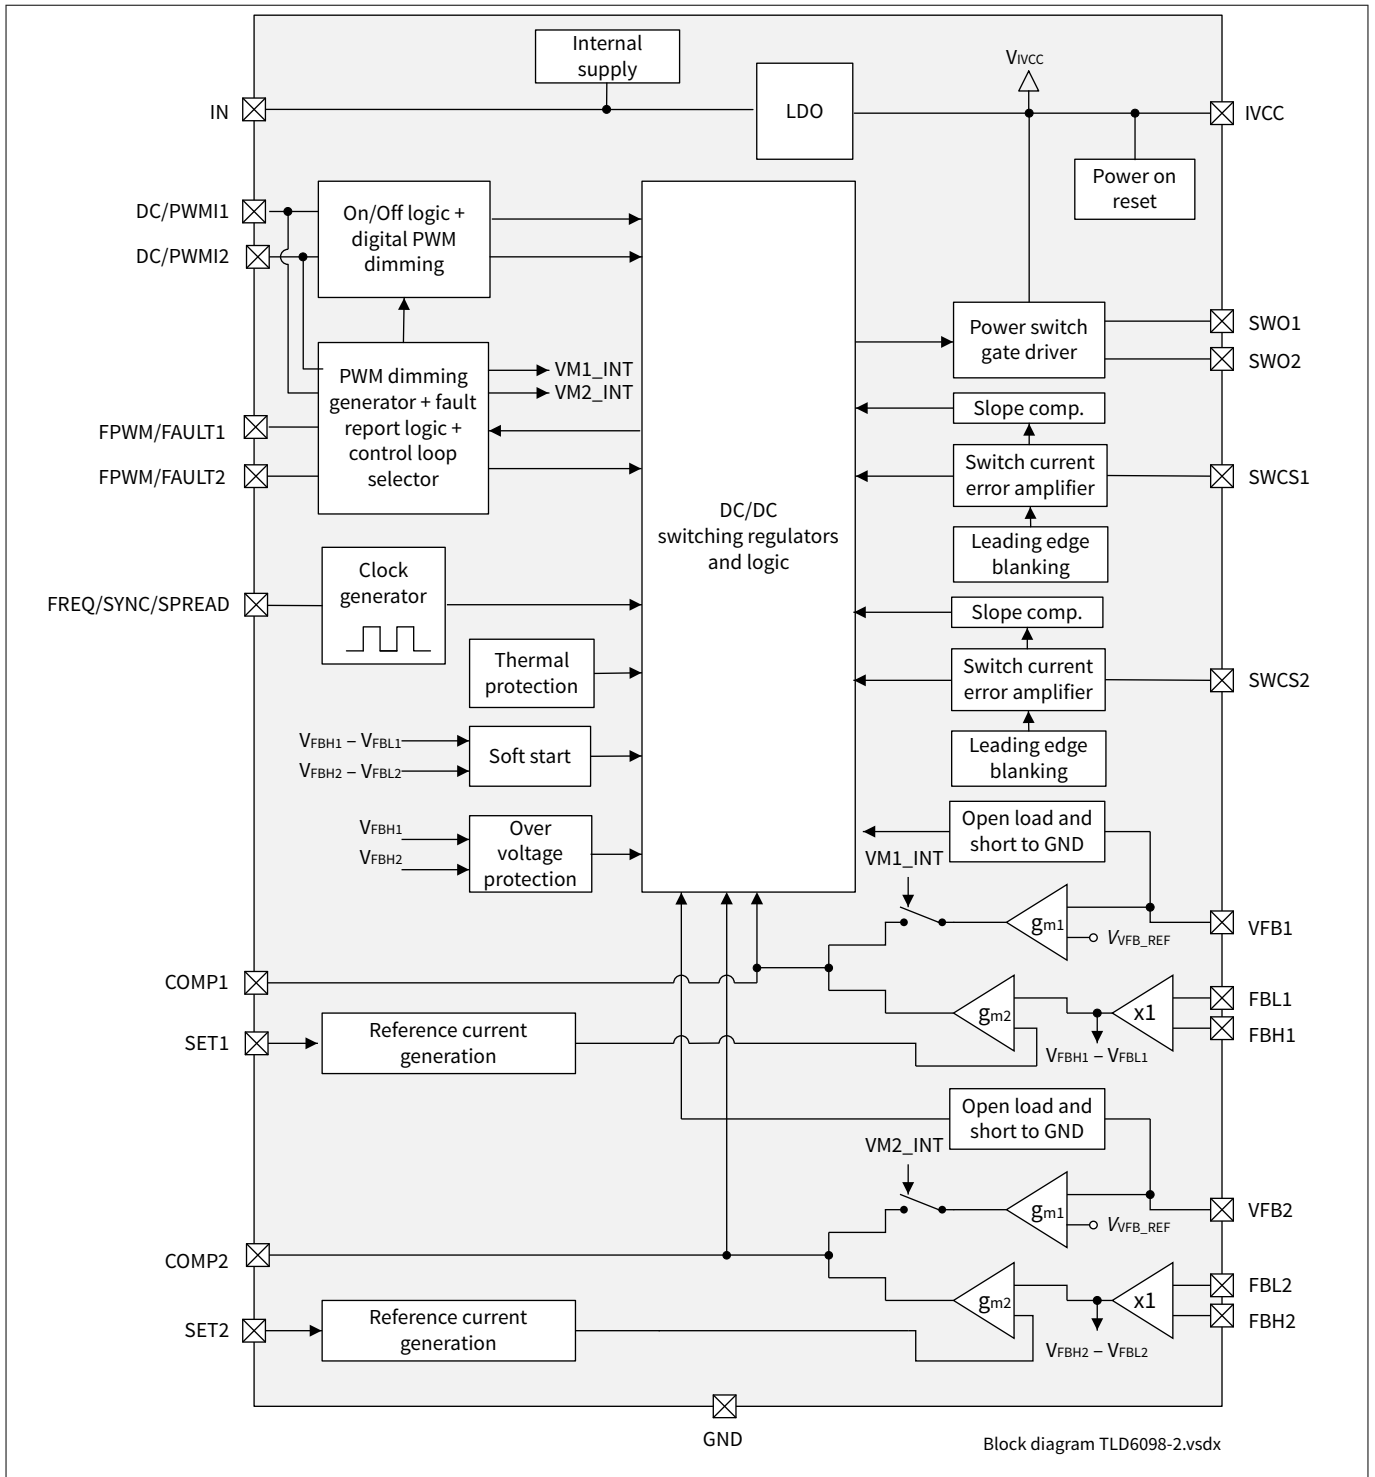 Internal
supply
VIVCC
IN
LDO
IVCC
Power on
reset
DC/PWMI1
DC/PWMI2
On/Off logic +
digital PWM
dimming
PWM dimming
generator + fault
report logic +
control loop
selector
VM1_INT
VM2_INT
FPWM/FAULT1
FPWM/FAULT2
DC/DC
switching regulators
and logic
Power switch
gate driver
SWO1
SWO2
Slope comp.
Switch current
error amplifier
SWCS1
Leading edge
blanking
FREQ/SYNC/SPREAD
Clock
generator
Slope comp.
Thermal
protection
Switch current
error amplifier
SWCS2
Leading edge
blanking
VFBH1 – VFBL1
VFBH2 – VFBL2
Soft start
VFBH1
VFBH2
Over
voltage
protection
Open load and
short to GND
VM1_INT
gm1
VVFB_REF
VFB1
COMP1
gm2
x1
FBL1
FBH1
VFBH1 – VFBL1
SET1
Reference current
generation
Open load and
short to GND
VM2_INT
gm1
VVFB_REF
VFB2
COMP2
gm2
x1
FBL2
FBH2
VFBH2 – VFBL2
SET2
Reference current
generation
GND
Block diagram TLD6098-2.vsdx